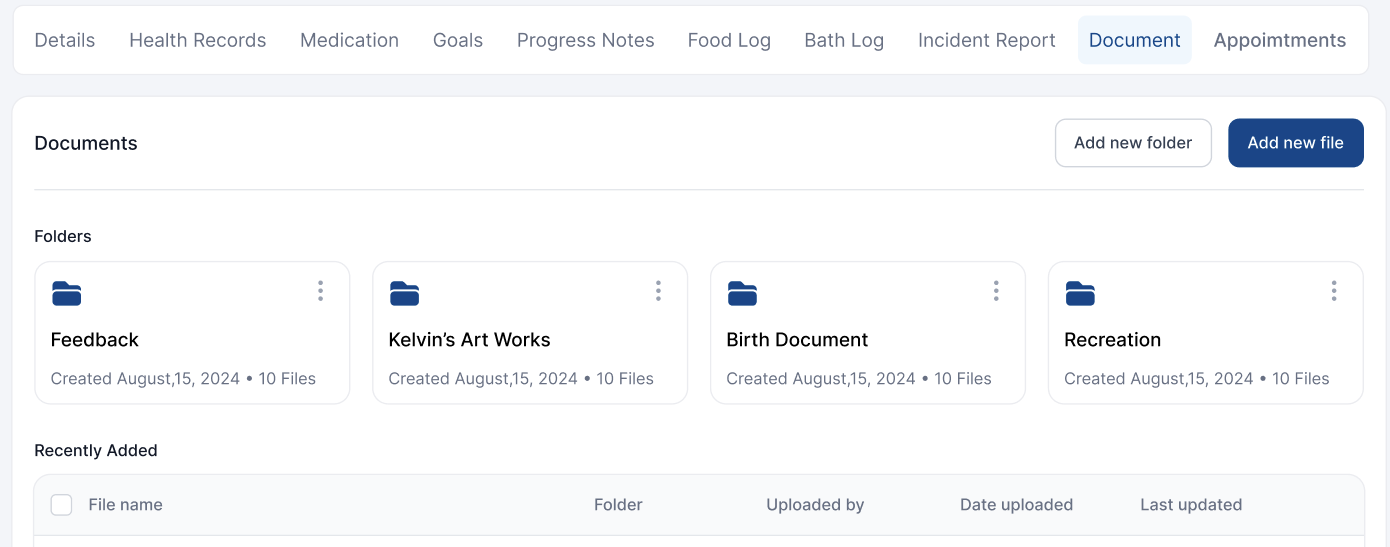 Details Health Records Medication Goals Progress Notes Food Log Bath Log Incident Report Document Appoimtments
Documents Add new folder Add new file
Folders
Feedback Kelvin’s Art Works Birth Document Recreation
Created August,15, 2024 • 10 Files Created August,15, 2024 • 10 Files Created August,15, 2024 • 10 Files Created August,15, 2024 • 10 Files
Recently Added
File name Folder Uploaded by Date uploaded Last updated